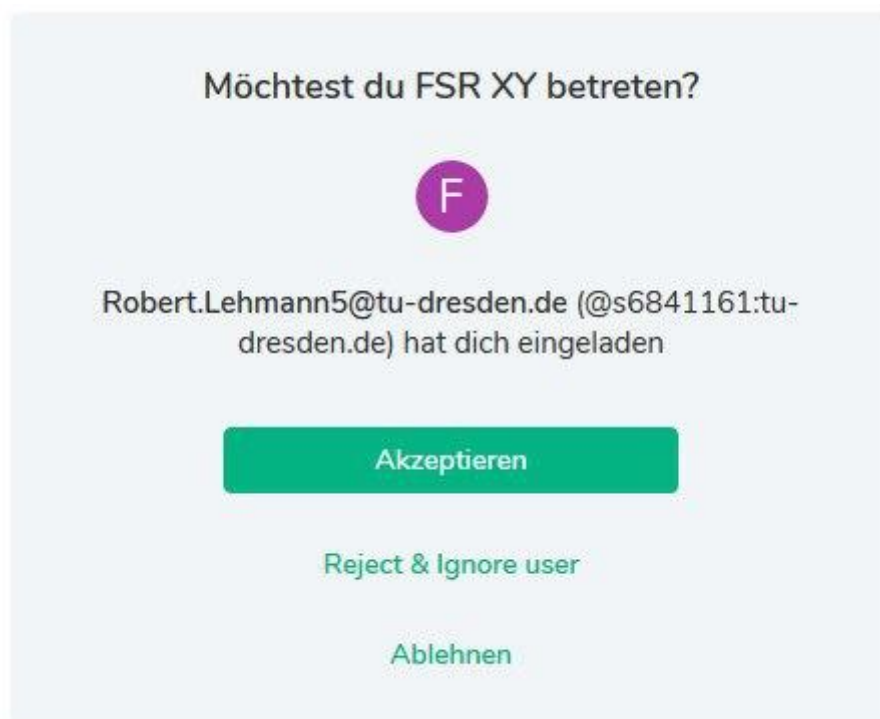 Möchtest du FSR XY betreten?
F
Robert.Lehmann5@tu-dresden.de (@s6841161:tu-
dresden.de) hat dich eingeladen
Akzeptieren
Reject & Ignore user
Ablehnen